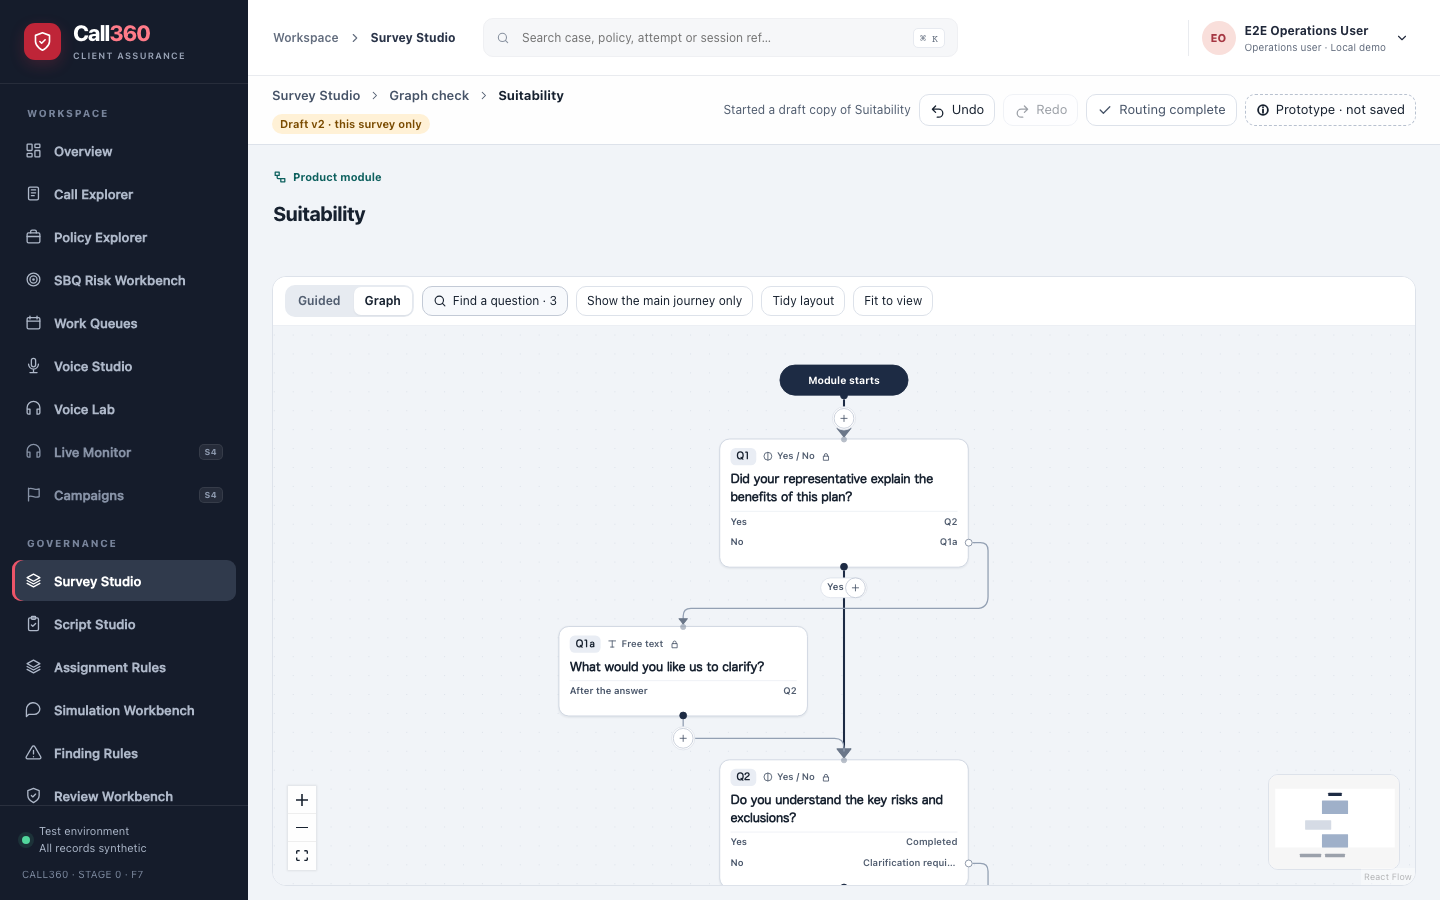 Call360
CLIENT ASSURANCE
WORKSPACE
Overview
Call Explorer
Policy Explorer
SBQ Risk Workbench
Work Queues
Voice Studio
Voice Lab
Live Monitor S4
Campaigns S4
GOVERNANCE
Survey Studio
Script Studio
Assignment Rules
Simulation Workbench
Finding Rules
Review Workbench
Test environment
All records synthetic
CALL360 · STAGE 0 · F7
Workspace > Survey Studio
Search case, policy, attempt or session ref...
⌘ K
EO
E2E Operations User
Operations user · Local demo
Survey Studio > Graph check > Suitability
Draft v2 · this survey only
Started a draft copy of Suitability
Undo
Redo
Routing complete
Prototype · not saved
Product module
Suitability
Guided
Graph
Find a question · 3
Show the main journey only
Tidy layout
Fit to view
Module starts
Q1 Yes / No
Did your representative explain the
benefits of this plan?
Yes Q2
No Q1a
Yes
Q1a Free text
What would you like us to clarify?
After the answer Q2
Q2 Yes / No
Do you understand the key risks and
exclusions?
Yes Completed
No Clarification requi...
React Flow